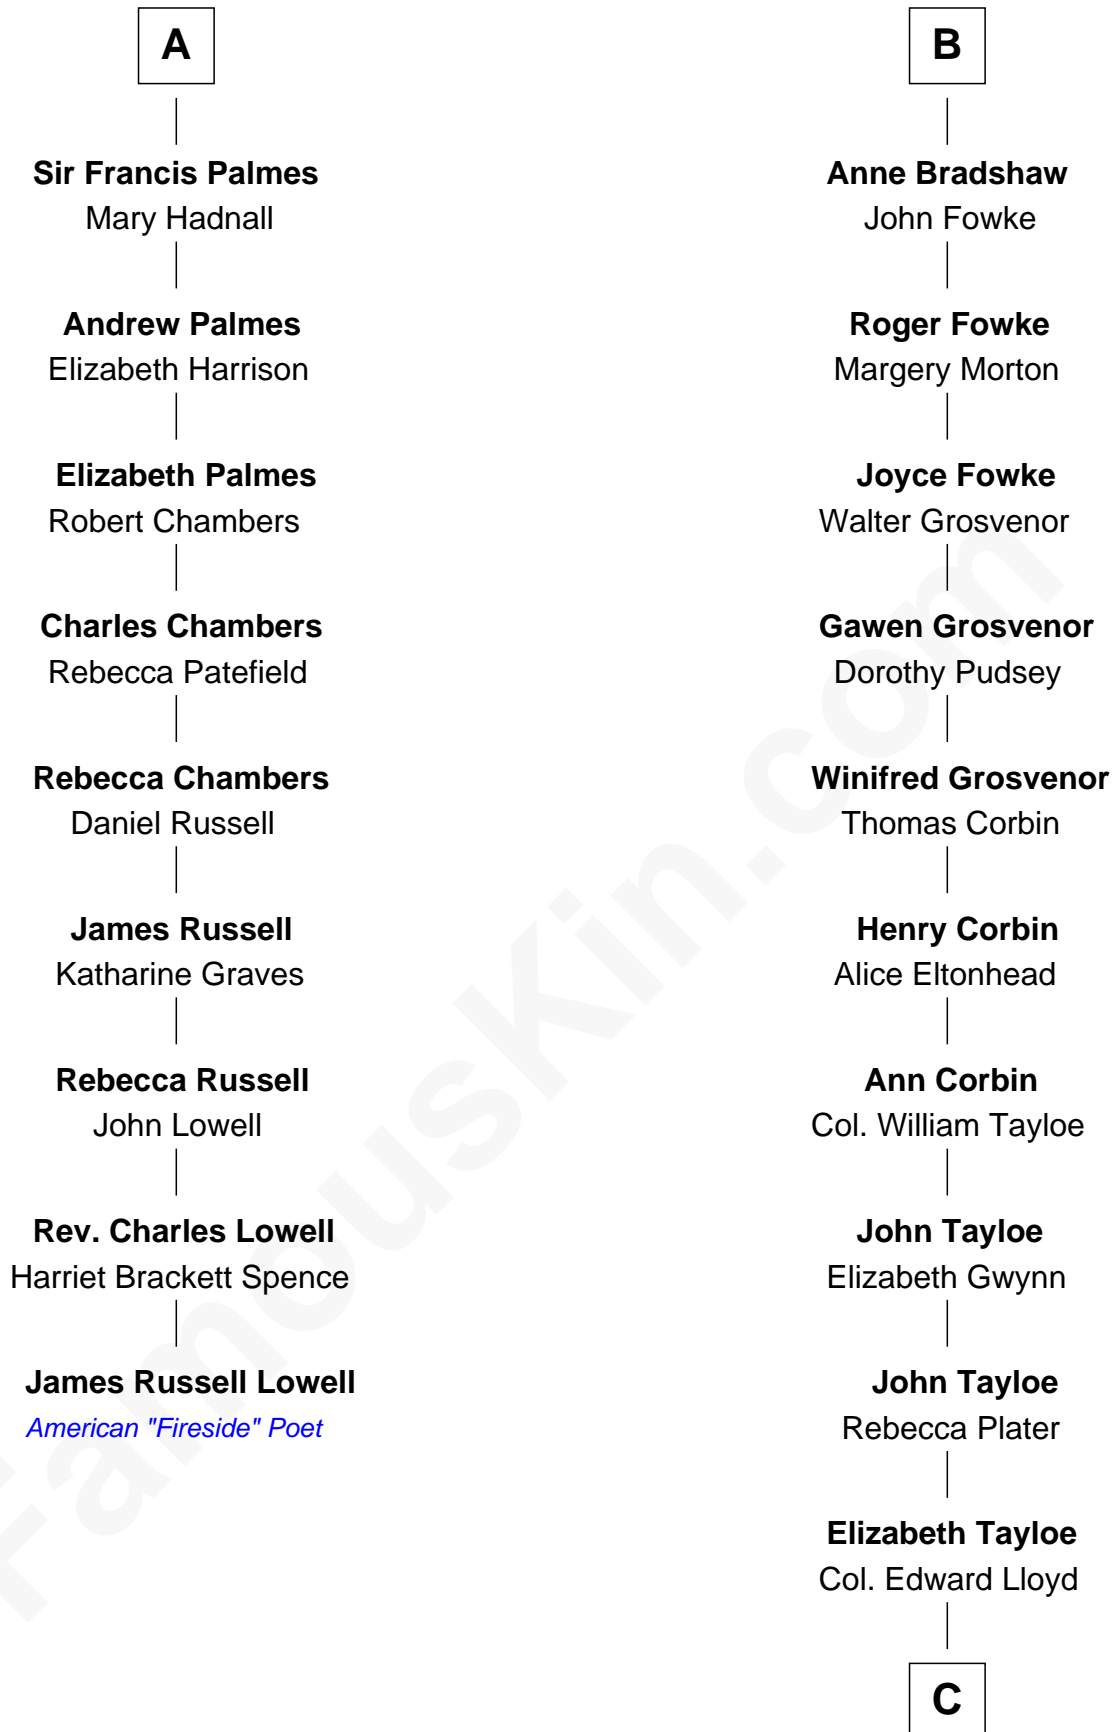 A
Sir Francis Palmes
Mary Hadnall
Andrew Palmes
Elizabeth Harrison
Elizabeth Palmes
Robert Chambers
Charles Chambers
Rebecca Patefield
Rebecca Chambers
Daniel Russell
James Russell
Katharine Graves
Rebecca Russell
John Lowell
Rev. Charles Lowell
Harriet Brackett Spence
James Russell Lowell
American "Fireside" Poet
B
Anne Bradshaw
John Fowke
Roger Fowke
Margery Morton
Joyce Fowke
Walter Grosvenor
Gawen Grosvenor
Dorothy Pudsey
Winifred Grosvenor
Thomas Corbin
Henry Corbin
Alice Eltonhead
Ann Corbin
Col. William Tayloe
John Tayloe
Elizabeth Gwynn
John Tayloe
Rebecca Plater
Elizabeth Tayloe
Col. Edward Lloyd
C
FamousKin.com